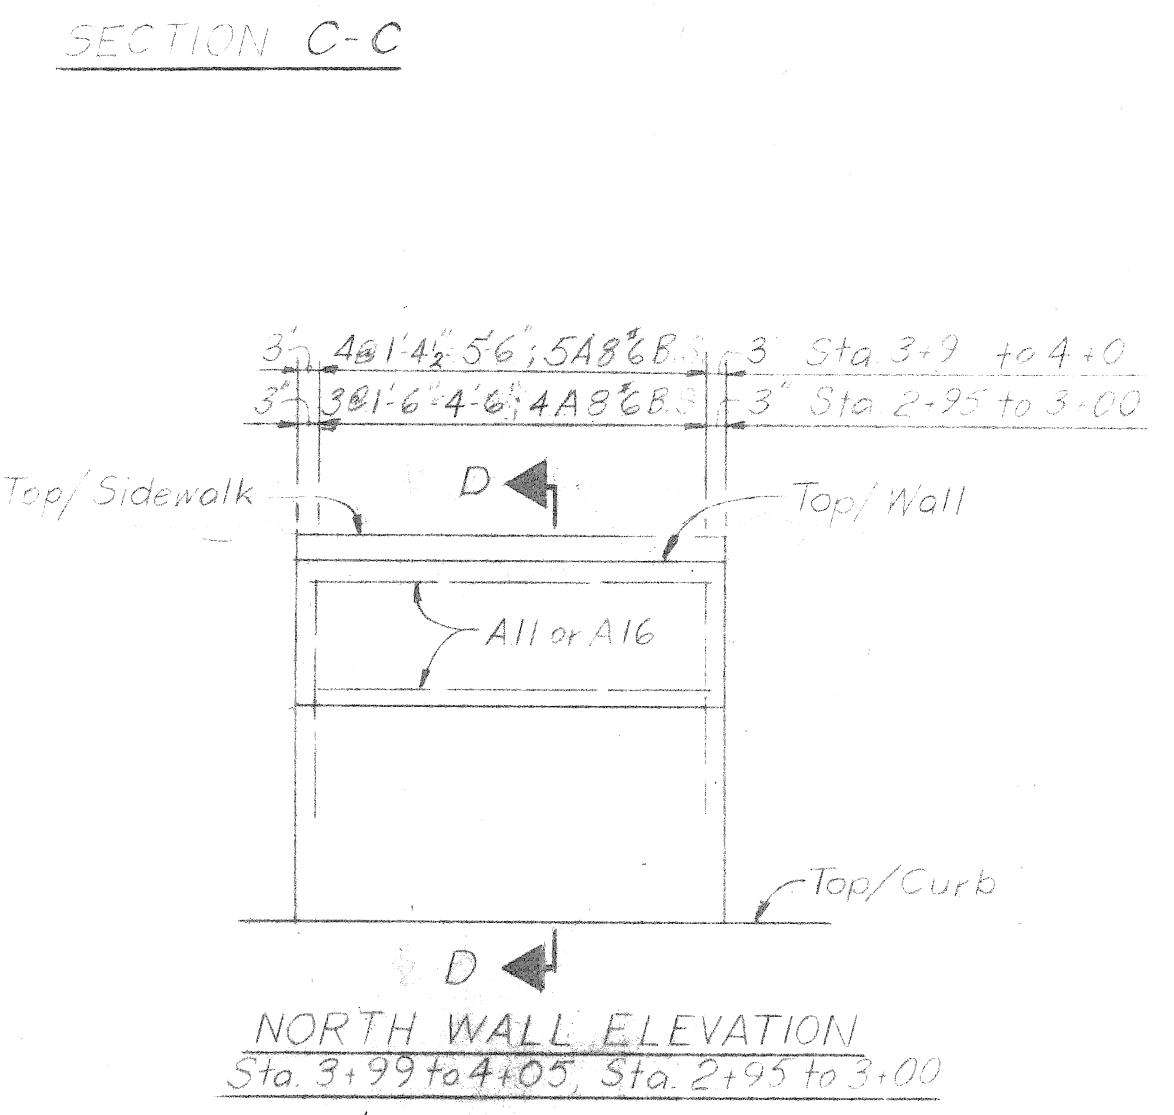 SECTION C-C
3" 4@1'-4½" 5'-6"; 5A8 #6 B.S. 3" Sta. 3+9 to 4+0
3" 3@1'-6" 4'-6"; 4A8 #6 B.S. 3" Sta. 2+95 to 3+00
D
Top/Sidewalk
Top/Wall
A11 or A16
Top/Curb
D
NORTH WALL ELEVATION
Sta. 3+99 to 4+05, Sta. 2+95 to 3+00